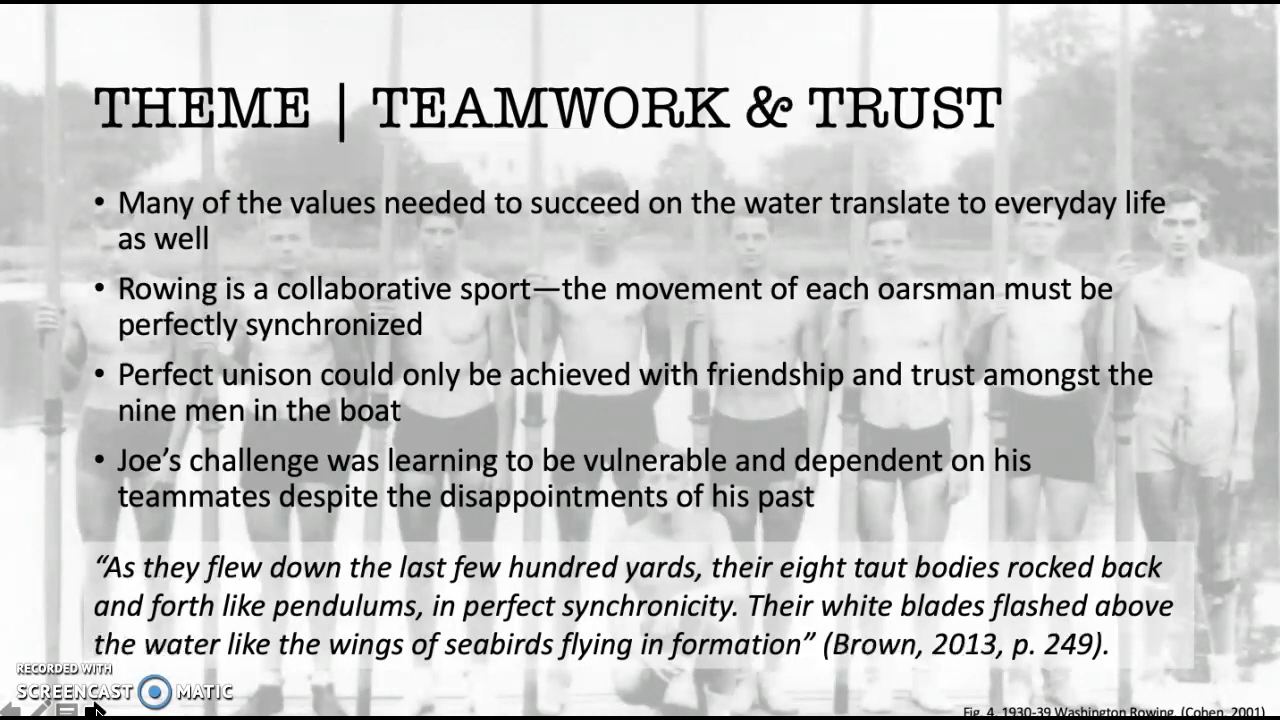 THEME | TEAMWORK & TRUST
• Many of the values needed to succeed on the water translate to everyday life
as well
• Rowing is a collaborative sport—the movement of each oarsman must be
perfectly synchronized
• Perfect unison could only be achieved with friendship and trust amongst the
nine men in the boat
• Joe’s challenge was learning to be vulnerable and dependent on his
teammates despite the disappointments of his past
“As they flew down the last few hundred yards, their eight taut bodies rocked back
and forth like pendulums, in perfect synchronicity. Their white blades flashed above
the water like the wings of seabirds flying in formation” (Brown, 2013, p. 249).
RECORDED WITH
SCREENCAST MATIC
Fig. 4. 1930-39 Washington Rowing. (Cohen, 2001)